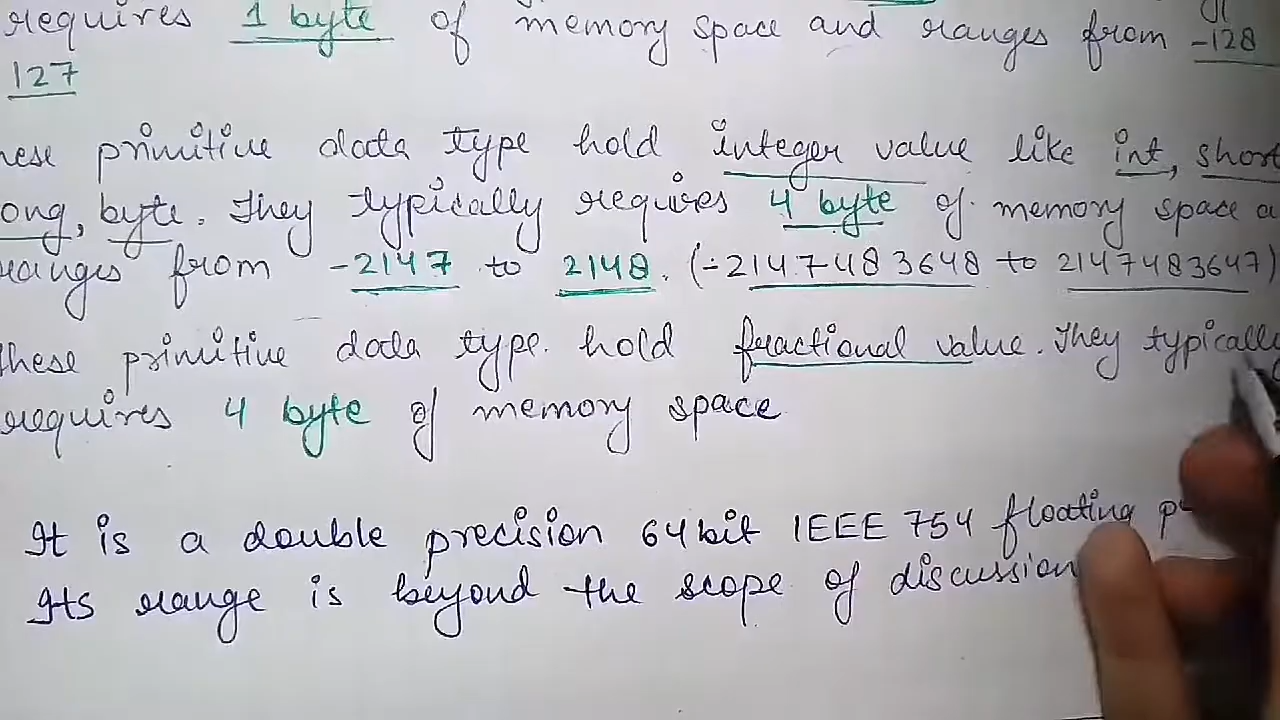 requires 1 byte of memory space and ranges from -128
127
hese primitive data type hold integer value like int, short
ong, byte. They typically requires 4 byte of memory space a
ranges from -2147 to 2148. (-2147483648 to 2147483647)
hese primitive data type. hold fractional value. They typically
requires 4 byte of memory space
It is a double precision 64 bit IEEE 754 floating p
Its range is beyond the scope of discussion